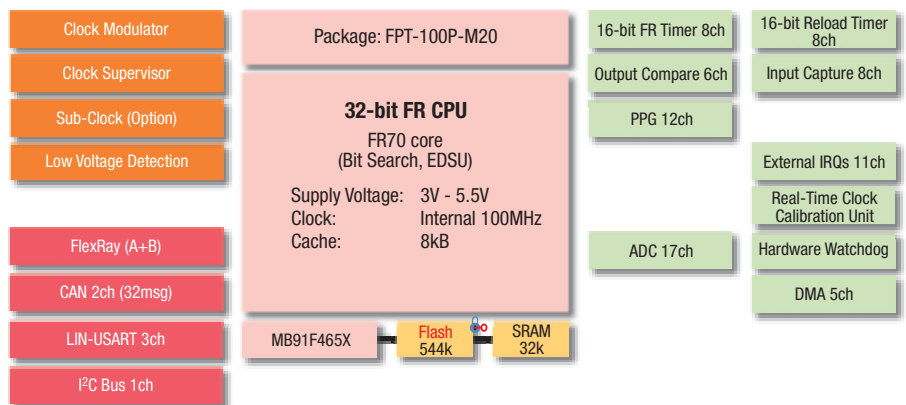 Clock Modulator
Clock Supervisor
Sub-Clock (Option)
Low Voltage Detection
FlexRay (A+B)
CAN 2ch (32msg)
LIN-USART 3ch
I²C Bus 1ch
Package: FPT-100P-M20
32-bit FR CPU
FR70 core
(Bit Search, EDSU)
Supply Voltage: 3V - 5.5V
Clock: Internal 100MHz
Cache: 8kB
MB91F465X
Flash
544k
SRAM
32k
16-bit FR Timer 8ch
Output Compare 6ch
PPG 12ch
ADC 17ch
16-bit Reload Timer
8ch
Input Capture 8ch
External IRQs 11ch
Real-Time Clock
Calibration Unit
Hardware Watchdog
DMA 5ch